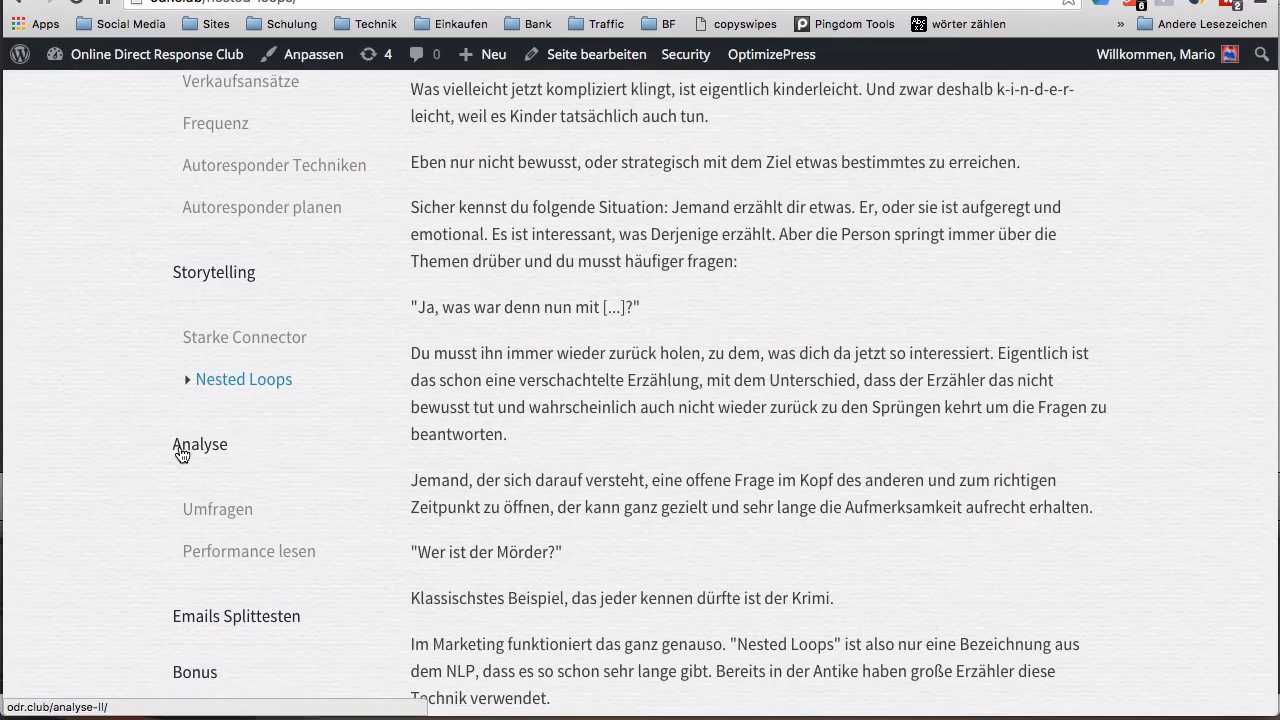 Apps Social Media Sites Schulung Technik Einkaufen Bank Traffic BF copyswipes Pingdom Tools wörter zählen » Andere Lesezeichen
6
2
Online Direct Response Club Anpassen 4 0 Neu Seite bearbeiten Security OptimizePress Willkommen, Mario
Verkaufsansätze
Frequenz
Autoresponder Techniken
Autoresponder planen
Storytelling
Starke Connector
Nested Loops
Analyse
Umfragen
Performance lesen
Emails Splittesten
Bonus
Was vielleicht jetzt kompliziert klingt, ist eigentlich kinderleicht. Und zwar deshalb k-i-n-d-e-r-
leicht, weil es Kinder tatsächlich auch tun.
Eben nur nicht bewusst, oder strategisch mit dem Ziel etwas bestimmtes zu erreichen.
Sicher kennst du folgende Situation: Jemand erzählt dir etwas. Er, oder sie ist aufgeregt und
emotional. Es ist interessant, was Derjenige erzählt. Aber die Person springt immer über die
Themen drüber und du musst häufiger fragen:
"Ja, was war denn nun mit [...]?"
Du musst ihn immer wieder zurück holen, zu dem, was dich da jetzt so interessiert. Eigentlich ist
das schon eine verschachtelte Erzählung, mit dem Unterschied, dass der Erzähler das nicht
bewusst tut und wahrscheinlich auch nicht wieder zurück zu den Sprüngen kehrt um die Fragen zu
beantworten.
Jemand, der sich darauf versteht, eine offene Frage im Kopf des anderen und zum richtigen
Zeitpunkt zu öffnen, der kann ganz gezielt und sehr lange die Aufmerksamkeit aufrecht erhalten.
"Wer ist der Mörder?"
Klassischstes Beispiel, das jeder kennen dürfte ist der Krimi.
Im Marketing funktioniert das ganz genauso. "Nested Loops" ist also nur eine Bezeichnung aus
dem NLP, dass es so schon sehr lange gibt. Bereits in der Antike haben große Erzähler diese
Technik verwendet.
odr.club/analyse-II/